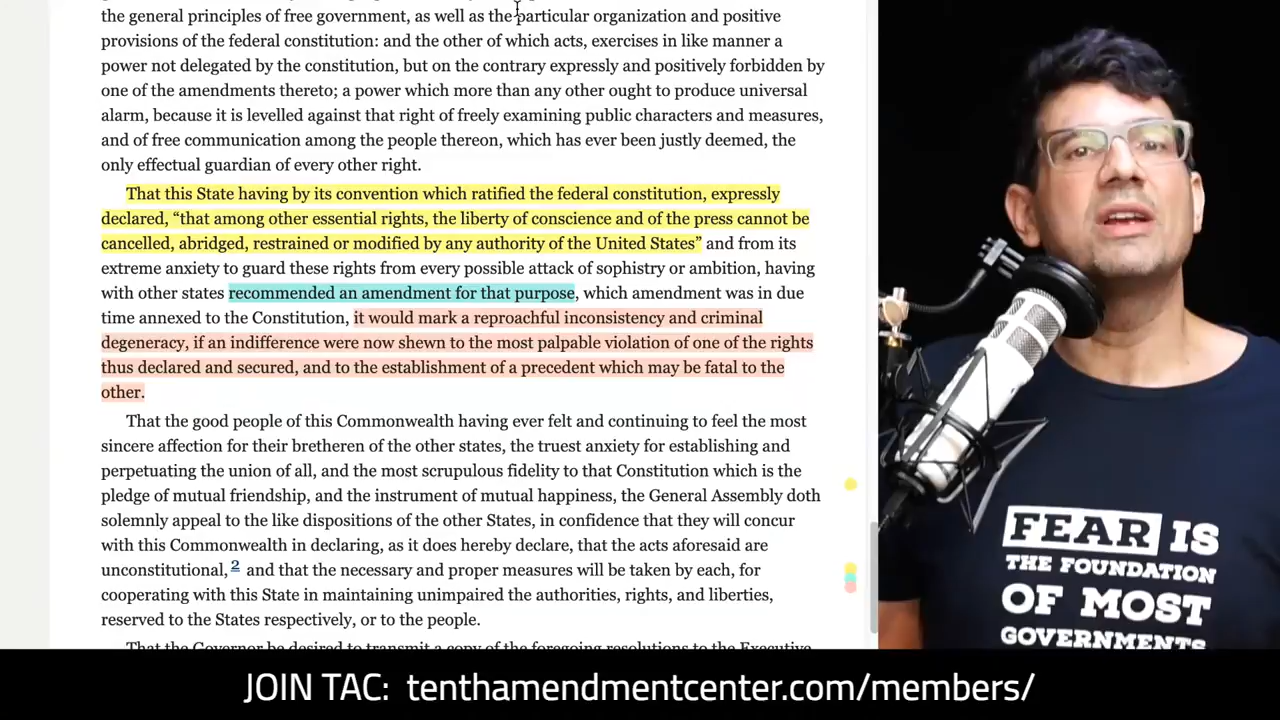 the general principles of free government, as well as the particular organization and positive
provisions of the federal constitution: and the other of which acts, exercises in like manner a
power not delegated by the constitution, but on the contrary expressly and positively forbidden by
one of the amendments thereto; a power which more than any other ought to produce universal
alarm, because it is levelled against that right of freely examining public characters and measures,
and of free communication among the people thereon, which has ever been justly deemed, the
only effectual guardian of every other right.
That this State having by its convention which ratified the federal constitution, expressly
declared, “that among other essential rights, the liberty of conscience and of the press cannot be
cancelled, abridged, restrained or modified by any authority of the United States” and from its
extreme anxiety to guard these rights from every possible attack of sophistry or ambition, having
with other states recommended an amendment for that purpose, which amendment was in due
time annexed to the Constitution, it would mark a reproachful inconsistency and criminal
degeneracy, if an indifference were now shewn to the most palpable violation of one of the rights
thus declared and secured, and to the establishment of a precedent which may be fatal to the
other.
That the good people of this Commonwealth having ever felt and continuing to feel the most
sincere affection for their bretheren of the other states, the truest anxiety for establishing and
perpetuating the union of all, and the most scrupulous fidelity to that Constitution which is the
pledge of mutual friendship, and the instrument of mutual happiness, the General Assembly doth
solemnly appeal to the like dispositions of the other States, in confidence that they will concur
with this Commonwealth in declaring, as it does hereby declare, that the acts aforesaid are
unconstitutional,2 and that the necessary and proper measures will be taken by each, for
cooperating with this State in maintaining unimpaired the authorities, rights, and liberties,
reserved to the States respectively, or to the people.
That the Governor be desired to transmit a copy of the foregoing resolutions to the Executive
FEAR IS
THE FOUNDATION
OF MOST
GOVERNMENTS
JOIN TAC: tenthamendmentcenter.com/members/